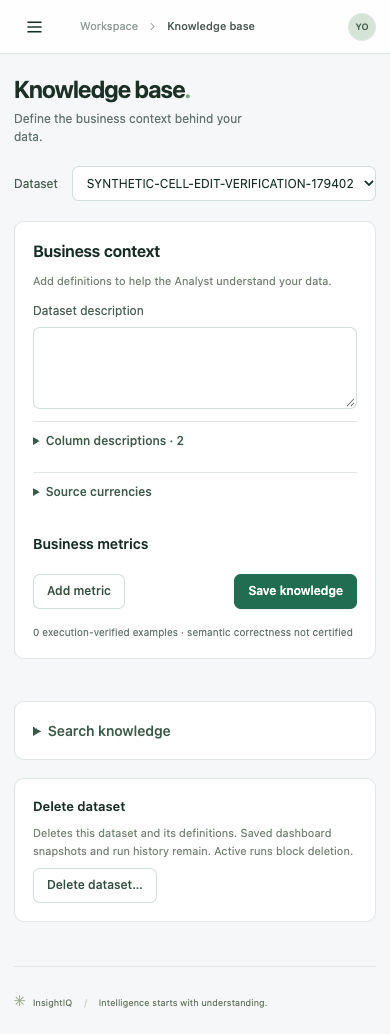 Workspace > Knowledge base
YO
Knowledge base.
Define the business context behind your
data.
Dataset
SYNTHETIC-CELL-EDIT-VERIFICATION-179402
Business context
Add definitions to help the Analyst understand your data.
Dataset description
Column descriptions · 2
Source currencies
Business metrics
Add metric
Save knowledge
0 execution-verified examples · semantic correctness not certified
Search knowledge
Delete dataset
Deletes this dataset and its definitions. Saved dashboard
snapshots and run history remain. Active runs block deletion.
Delete dataset...
InsightIQ / Intelligence starts with understanding.